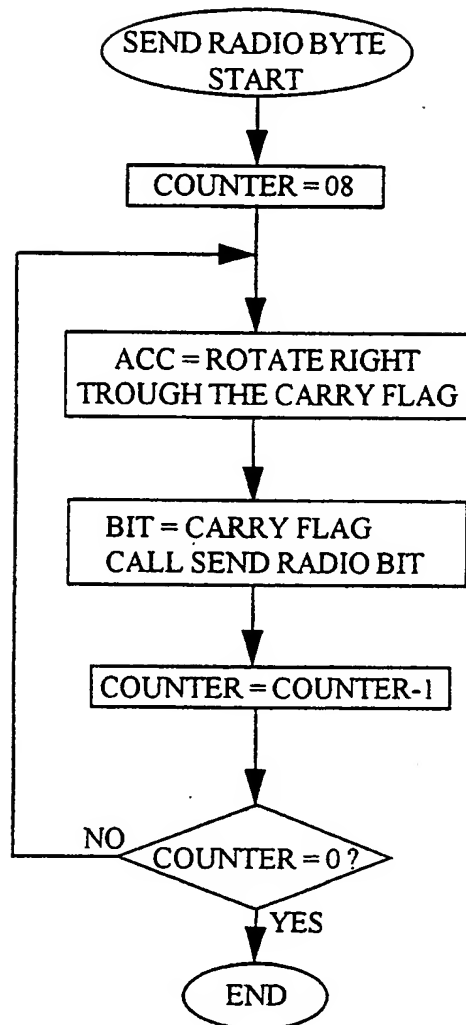 SEND RADIO BYTE
START
COUNTER = 08
ACC = ROTATE RIGHT
TROUGH THE CARRY FLAG
BIT = CARRY FLAG
CALL SEND RADIO BIT
COUNTER = COUNTER-1
NO
COUNTER = 0 ?
YES
END